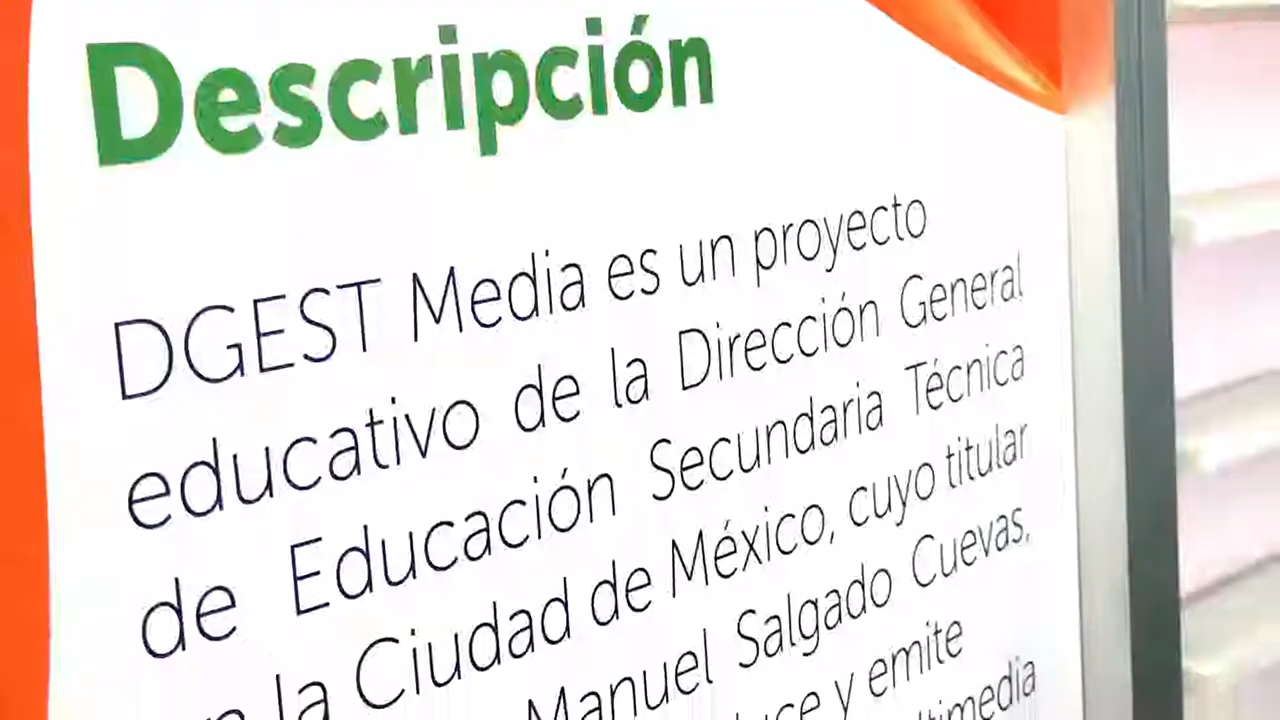 Descripción
DGEST Media es un proyecto
educativo de la Dirección General
de Educación Secundaria Técnica
la Ciudad de México, cuyo titular
Manuel Salgado Cuevas,
y emite